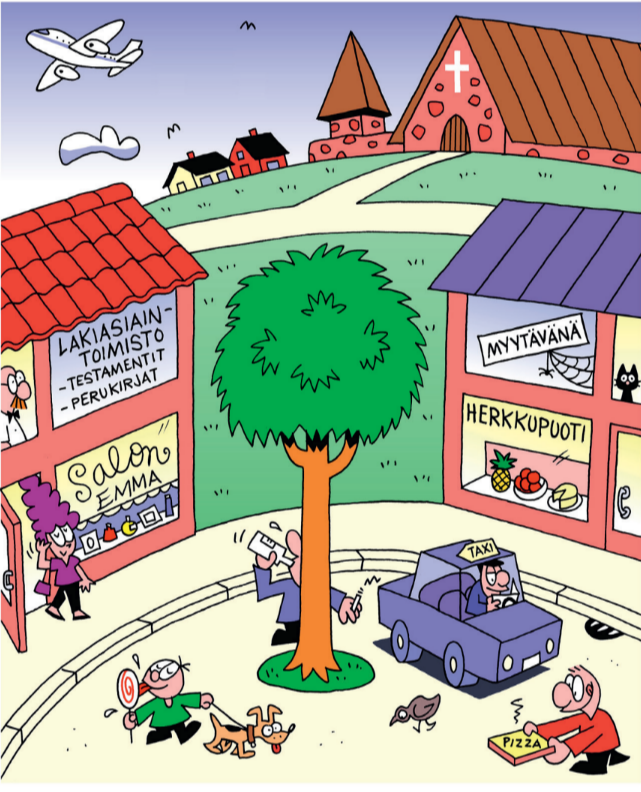 LAKIASIAIN-
TOIMISTO
-TESTAMENTIT
- PERUKIRJAT
Salon
EMMA
MYYTÄVÄNÄ
HERKKUPUOTI
TAXI
PIZZA